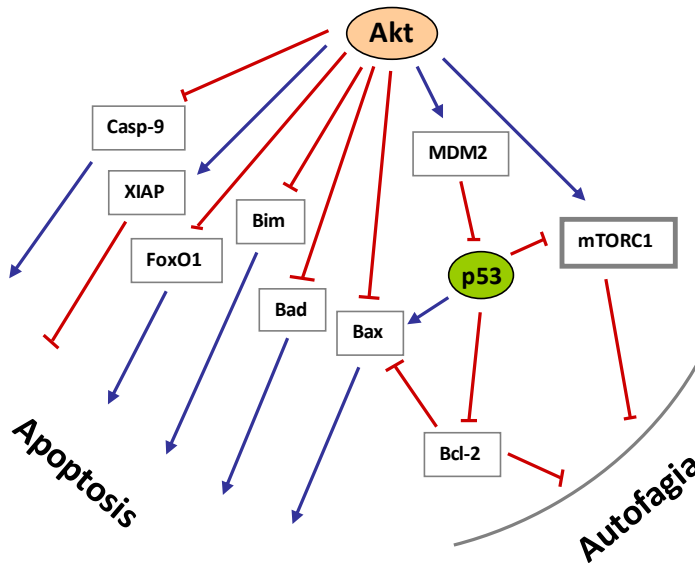 Akt
Casp-9
MDM2
XIAP
Bim
mTORC1
FoxO1
p53
Bad
Bax
Bcl-2
Apoptosis
Autofagia